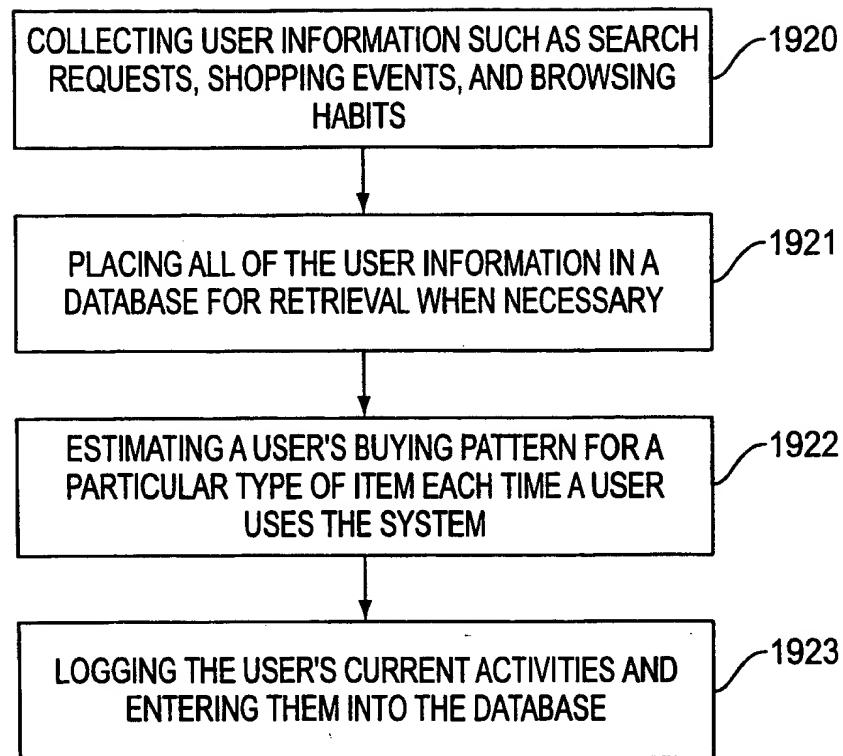 COLLECTING USER INFORMATION SUCH AS SEARCH
REQUESTS, SHOPPING EVENTS, AND BROWSING
HABITS
1920
PLACING ALL OF THE USER INFORMATION IN A
DATABASE FOR RETRIEVAL WHEN NECESSARY
1921
ESTIMATING A USER'S BUYING PATTERN FOR A
PARTICULAR TYPE OF ITEM EACH TIME A USER
USES THE SYSTEM
1922
LOGGING THE USER'S CURRENT ACTIVITIES AND
ENTERING THEM INTO THE DATABASE
1923